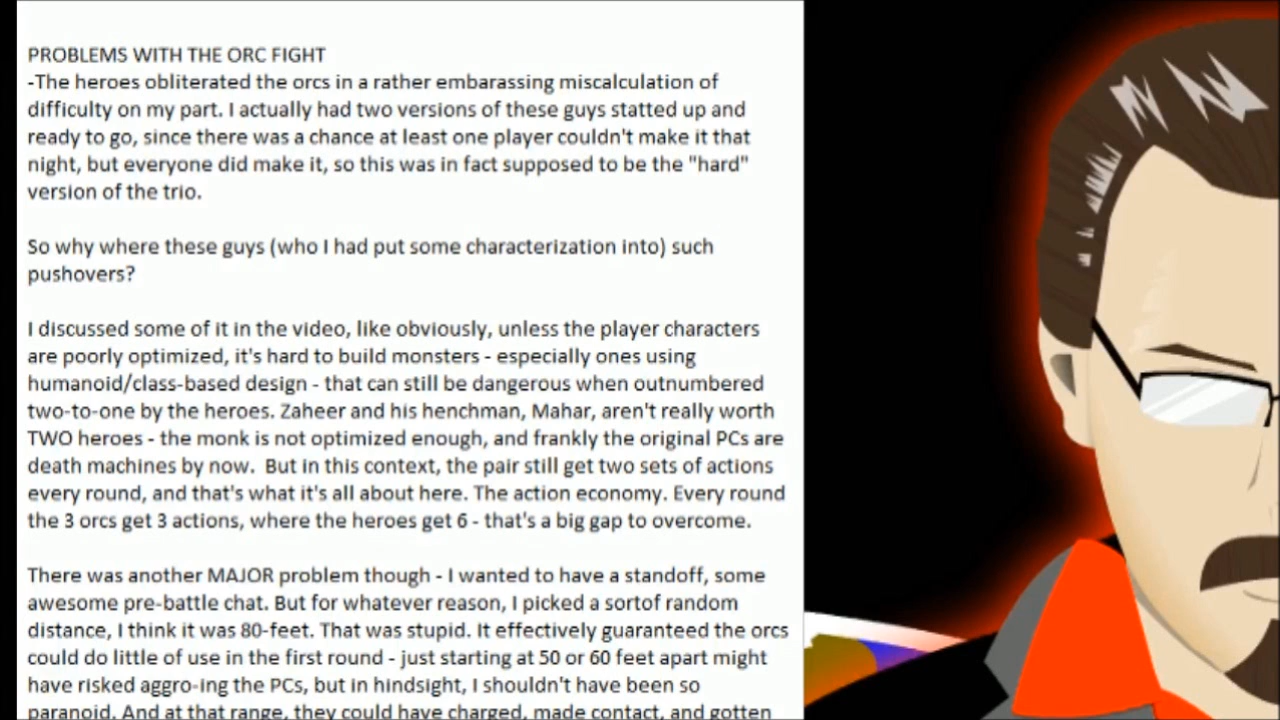 PROBLEMS WITH THE ORC FIGHT
-The heroes obliterated the orcs in a rather embarassing miscalculation of
difficulty on my part. I actually had two versions of these guys statted up and
ready to go, since there was a chance at least one player couldn't make it that
night, but everyone did make it, so this was in fact supposed to be the "hard"
version of the trio.
So why where these guys (who I had put some characterization into) such
pushovers?
I discussed some of it in the video, like obviously, unless the player characters
are poorly optimized, it's hard to build monsters - especially ones using
humanoid/class-based design - that can still be dangerous when outnumbered
two-to-one by the heroes. Zaheer and his henchman, Mahar, aren't really worth
TWO heroes - the monk is not optimized enough, and frankly the original PCs are
death machines by now.  But in this context, the pair still get two sets of actions
every round, and that's what it's all about here. The action economy. Every round
the 3 orcs get 3 actions, where the heroes get 6 - that's a big gap to overcome.
There was another MAJOR problem though - I wanted to have a standoff, some
awesome pre-battle chat. But for whatever reason, I picked a sortof random
distance, I think it was 80-feet. That was stupid. It effectively guaranteed the orcs
could do little of use in the first round - just starting at 50 or 60 feet apart might
have risked aggro-ing the PCs, but in hindsight, I shouldn't have been so
paranoid. And at that range, they could have charged, made contact, and gotten